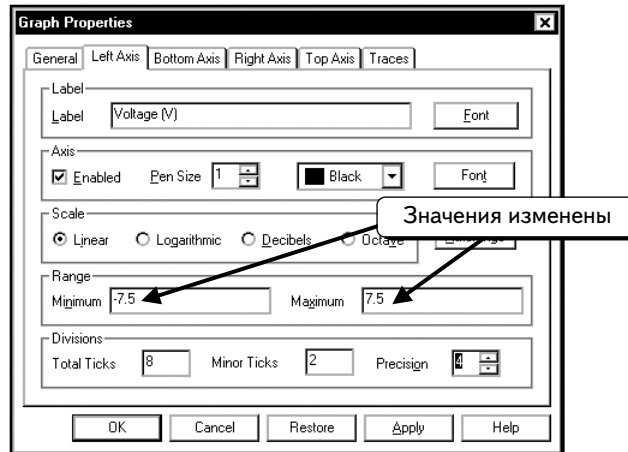 Graph Properties
General Left Axis Bottom Axis Right Axis Top Axis Traces
Label
Label Voltage (V) Font
Axis
Enabled Pen Size 1 Black Font
Scale
Значения изменены
Linear Logarithmic Decibels Octave
Range
Minimum -7.5 Maximum 7.5
Divisions
Total Ticks 8 Minor Ticks 2 Precision 4
OK Cancel Restore Apply Help